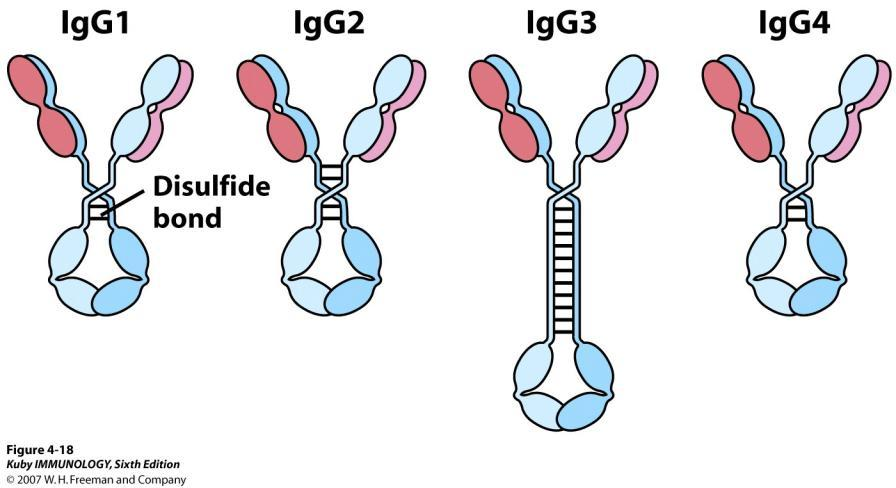 IgG1
IgG2
IgG3
IgG4
Disulfide
bond
Figure 4-18
Kuby IMMUNOLOGY, Sixth Edition
© 2007 W. H. Freeman and Company